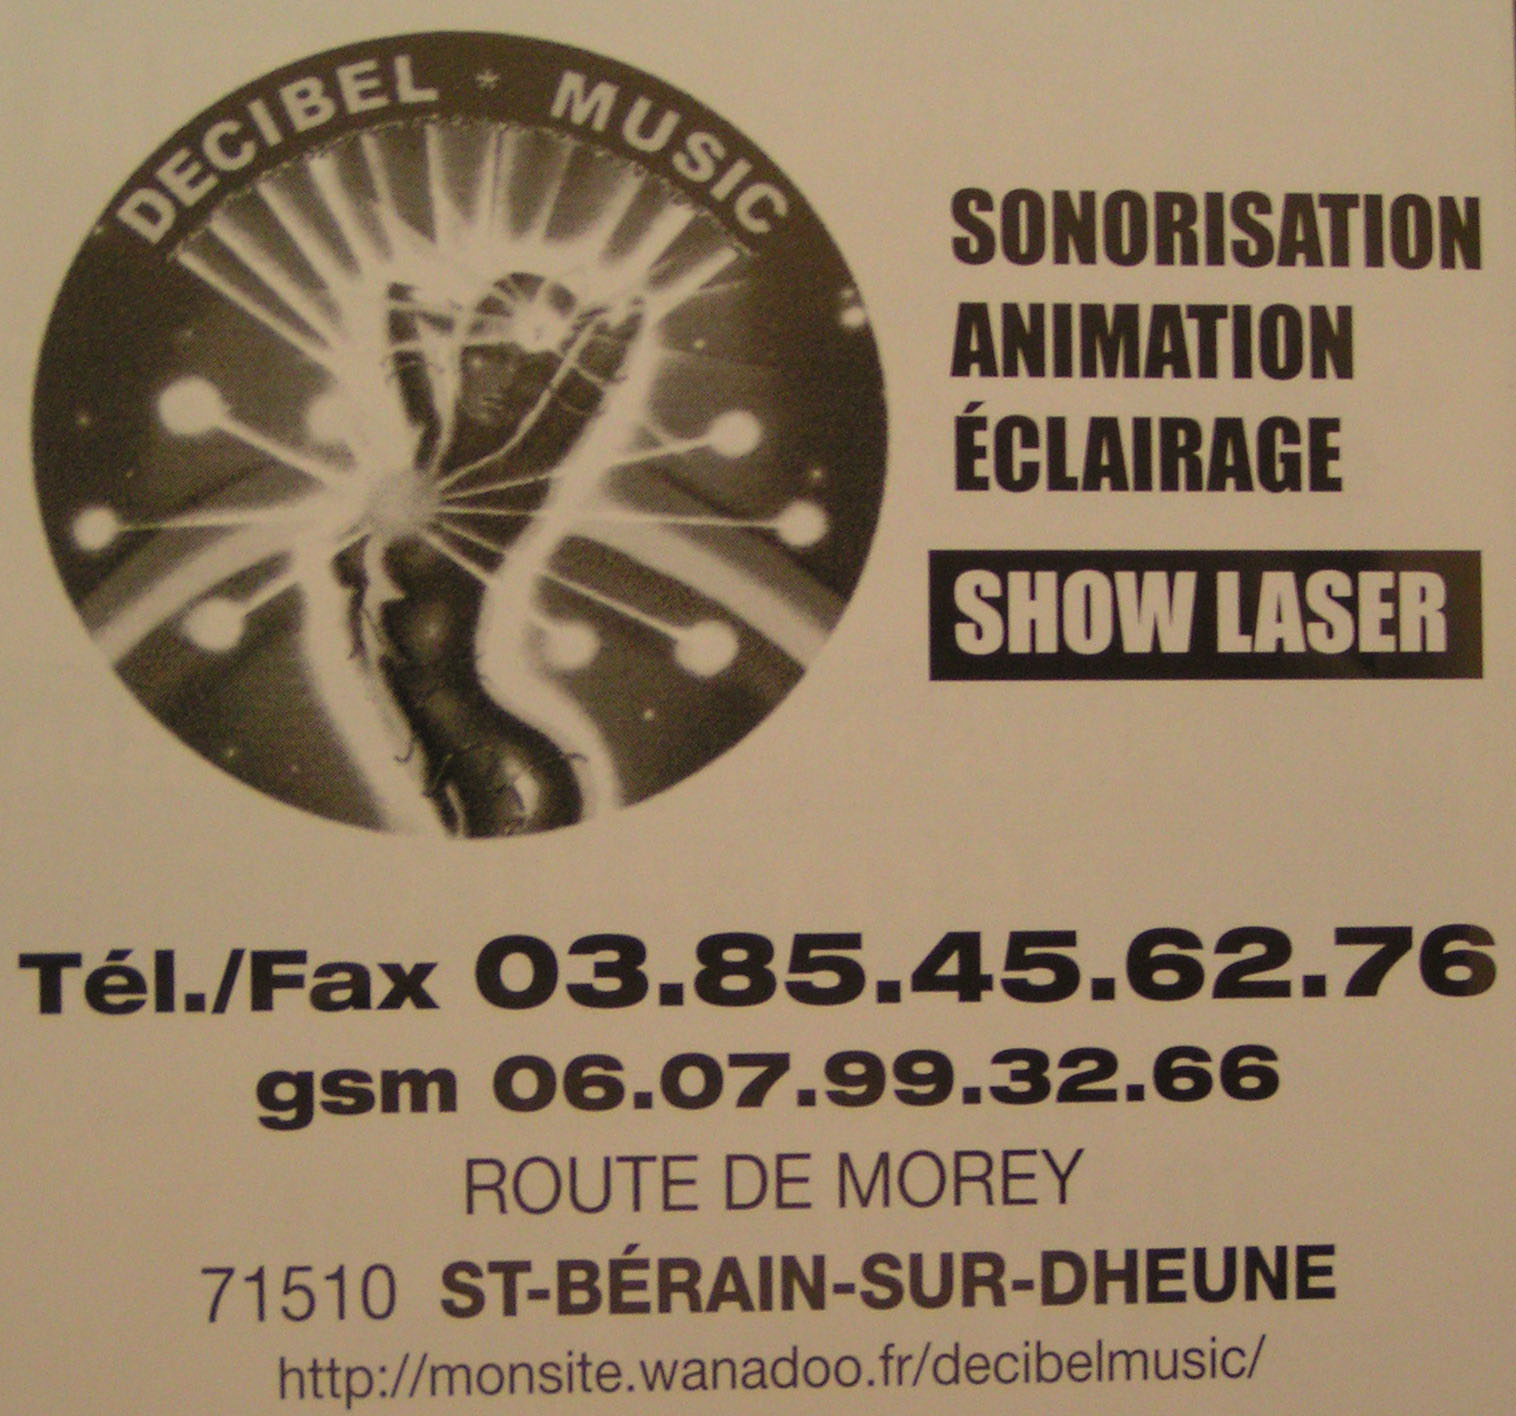 DECIBEL * MUSIC
SONORISATION
ANIMATION
ÉCLAIRAGE
SHOW LASER
Tél./Fax 03.85.45.62.76
gsm 06.07.99.32.66
ROUTE DE MOREY
71510 ST-BÉRAIN-SUR-DHEUNE
http://monsite.wanadoo.fr/decibelmusic/